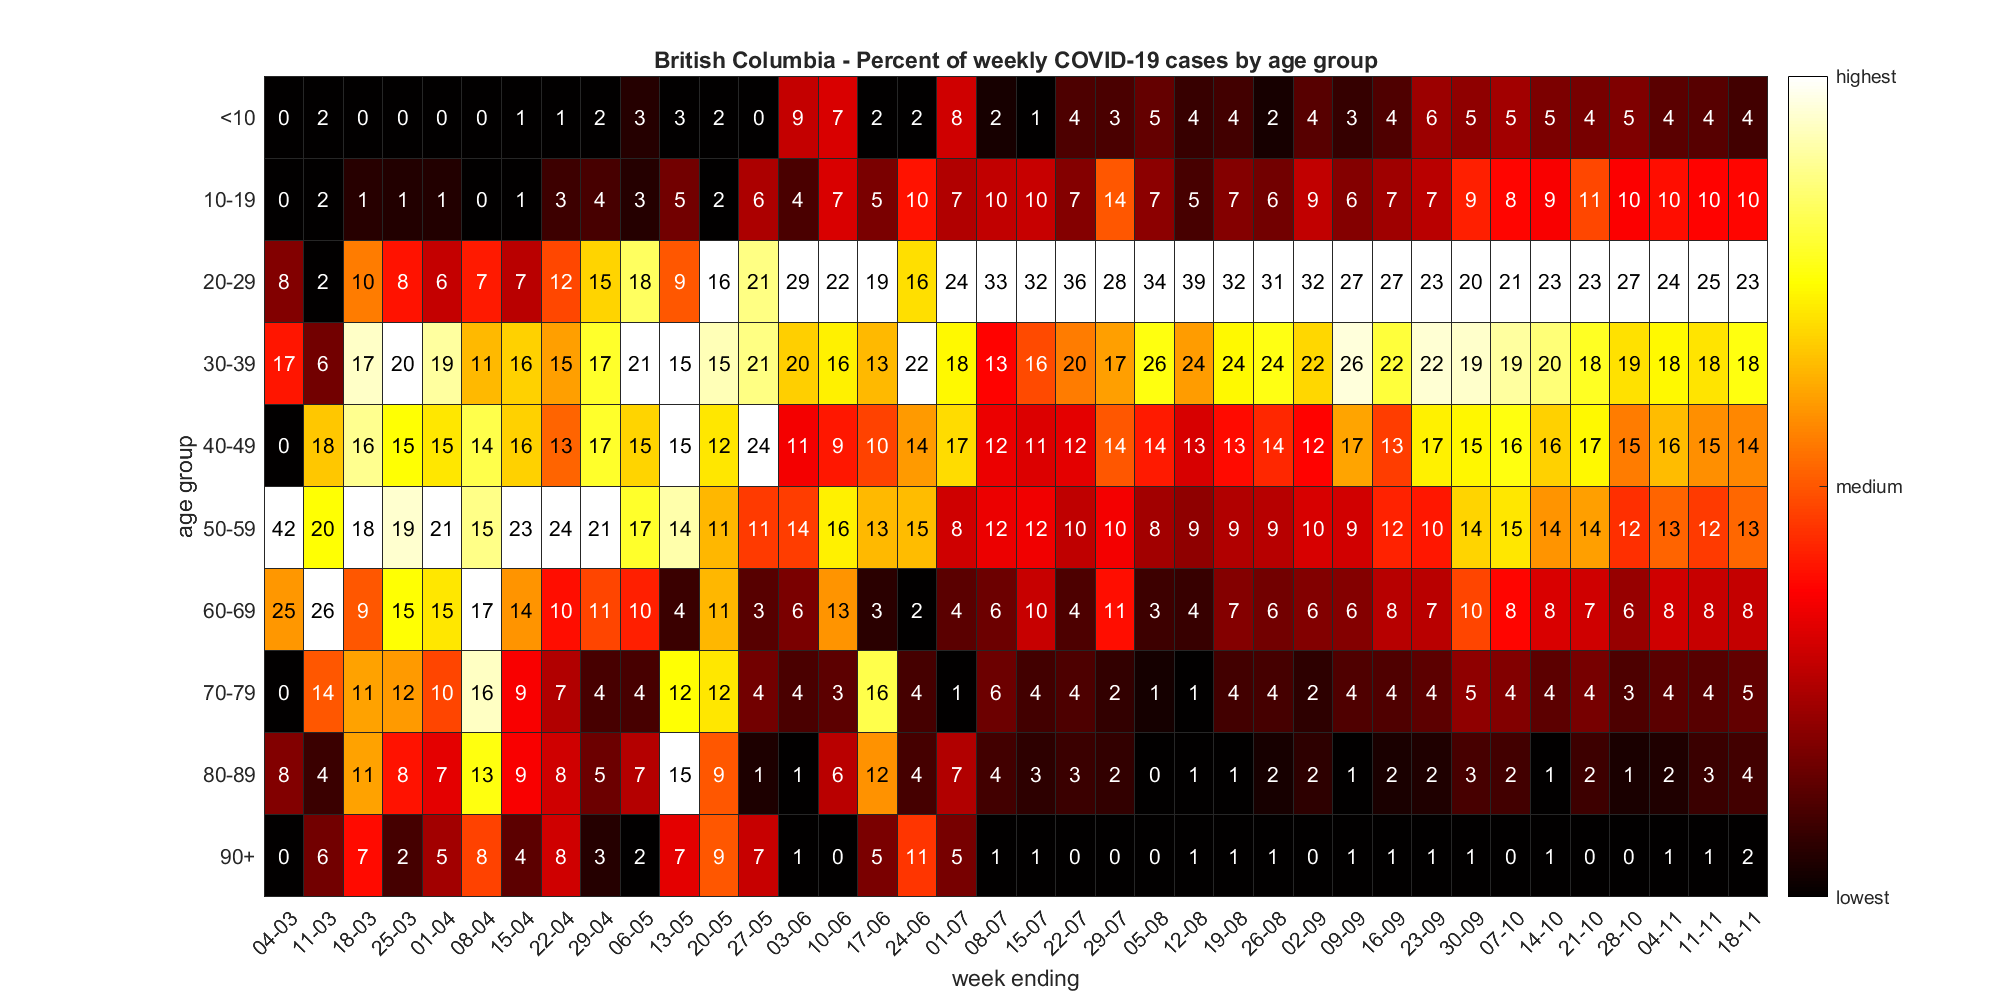 British Columbia - Percent of weekly COVID-19 cases by age group
highest
<10 0 2 0 0 0 0 1 1 2 3 3 2 0 9 7 2 2 8 2 1 4 3 5 4 4 2 4 3 4 6 5 5 5 4 5 4 4 4
10-19 0 2 1 1 1 0 1 3 4 3 5 2 6 4 7 5 10 7 10 10 7 14 7 5 7 6 9 6 7 7 9 8 9 11 10 10 10 10
20-29 8 2 10 8 6 7 7 12 15 18 9 16 21 29 22 19 16 24 33 32 36 28 34 39 32 31 32 27 27 23 20 21 23 23 27 24 25 23
30-39 17 6 17 20 19 11 16 15 17 21 15 15 21 20 16 13 22 18 13 16 20 17 26 24 24 24 22 26 22 22 19 19 20 18 19 18 18 18
40-49 0 18 16 15 15 14 16 13 17 15 15 12 24 11 9 10 14 17 12 11 12 14 14 13 13 14 12 17 13 17 15 16 16 17 15 16 15 14
medium
age group
50-59 42 20 18 19 21 15 23 24 21 17 14 11 11 14 16 13 15 8 12 12 10 10 8 9 9 9 10 9 12 10 14 15 14 14 12 13 12 13
60-69 25 26 9 15 15 17 14 10 11 10 4 11 3 6 13 3 2 4 6 10 4 11 3 4 7 6 6 6 8 7 10 8 8 7 6 8 8 8
70-79 0 14 11 12 10 16 9 7 4 4 12 12 4 4 3 16 4 1 6 4 4 2 1 1 4 4 2 4 4 4 5 4 4 4 3 4 4 5
80-89 8 4 11 8 7 13 9 8 5 7 15 9 1 1 6 12 4 7 4 3 3 2 0 1 1 2 2 1 2 2 3 2 1 2 1 2 3 4
90+ 0 6 7 2 5 8 4 8 3 2 7 9 7 1 0 5 11 5 1 1 0 0 0 1 1 1 0 1 1 1 1 0 1 0 0 1 1 2
lowest
04-03 11-03 18-03 25-03 01-04 08-04 15-04 22-04 29-04 06-05 13-05 20-05 27-05 03-06 10-06 17-06 24-06 01-07 08-07 15-07 22-07 29-07 05-08 12-08 19-08 26-08 02-09 09-09 16-09 23-09 30-09 07-10 14-10 21-10 28-10 04-11 11-11 18-11
week ending